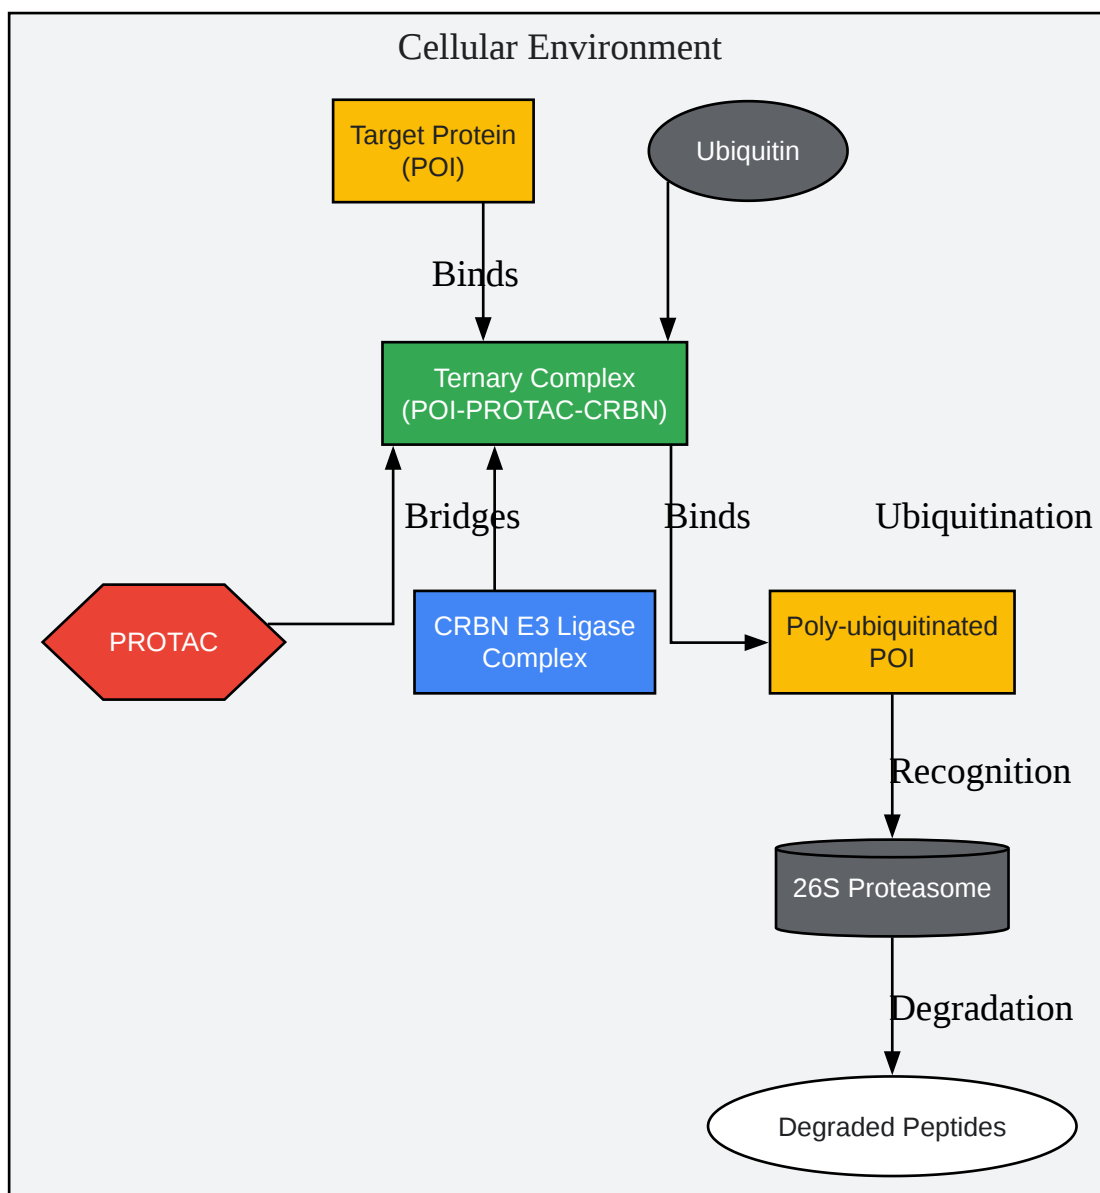 Cellular Environment
Target Protein
(POI)
Ubiquitin
Binds
Ternary Complex
(POI-PROTAC-CRBN)
Bridges
Binds
Ubiquitination
PROTAC
CRBN E3 Ligase
Complex
Poly-ubiquitinated
POI
Recognition
26S Proteasome
Degradation
Degraded Peptides